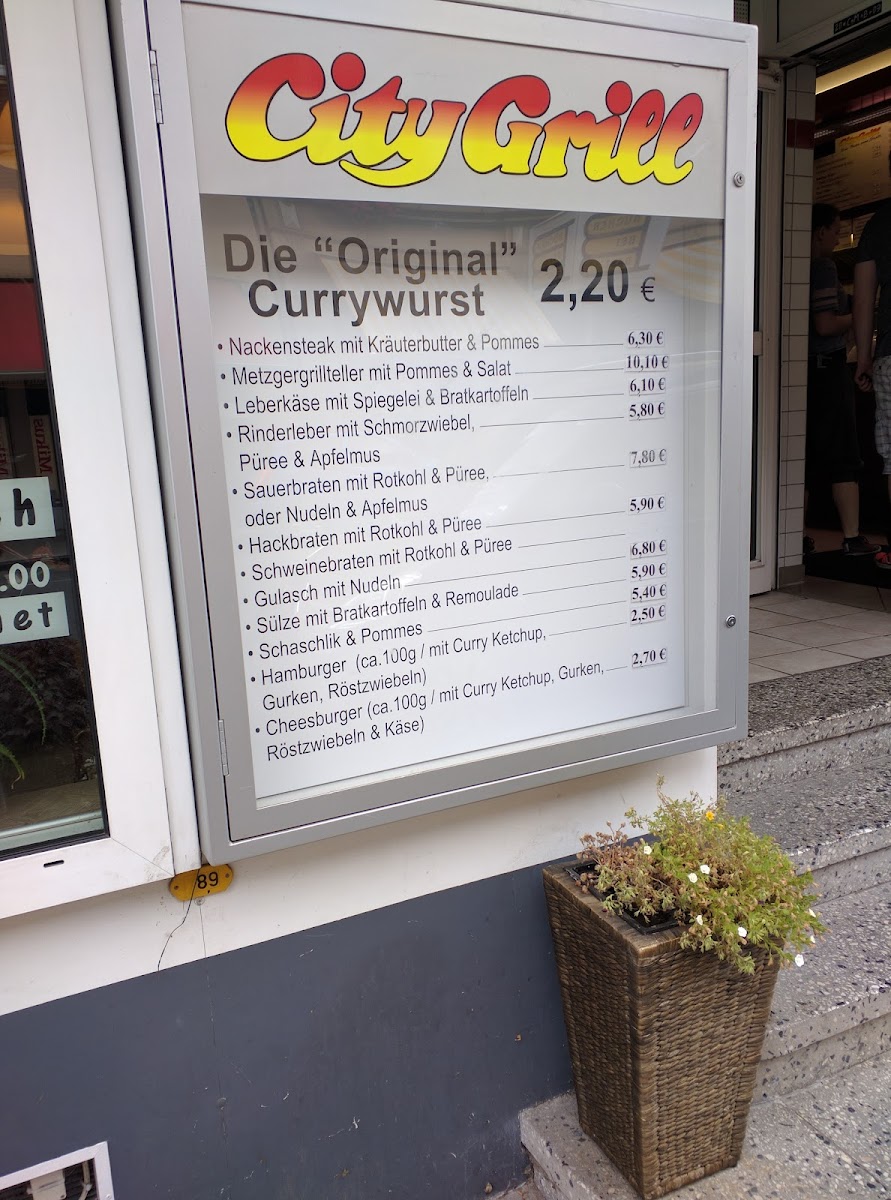 City Grill
Die “Original” Currywurst 2,20 €
• Nackensteak mit Kräuterbutter & Pommes 6,30 €
• Metzgergrillteller mit Pommes & Salat 10,10 €
• Leberkäse mit Spiegelei & Bratkartoffeln 6,10 €
• Rinderleber mit Schmorzwiebel, 5,80 €
Püree & Apfelmus
• Sauerbraten mit Rotkohl & Püree, 7,80 €
oder Nudeln & Apfelmus
• Hackbraten mit Rotkohl & Püree 5,90 €
• Schweinebraten mit Rotkohl & Püree
• Gulasch mit Nudeln 6,80 €
• Sülze mit Bratkartoffeln & Remoulade 5,90 €
• Schaschlik & Pommes 5,40 €
• Hamburger (ca.100g / mit Curry Ketchup, 2,50 €
Gurken, Röstzwiebeln)
• Cheesburger (ca.100g / mit Curry Ketchup, Gurken, 2,70 €
Röstzwiebeln & Käse)
h
.00
et
89